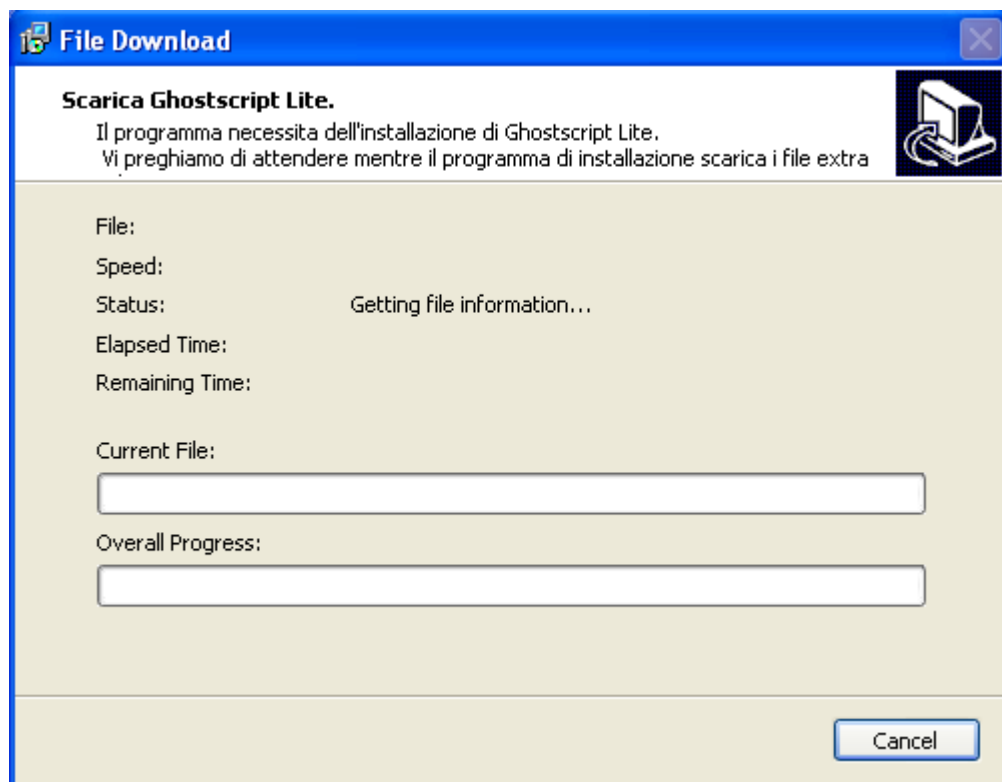 File Download
Scarica Ghostscript Lite.
Il programma necessita dell'installazione di Ghostscript Lite.
Vi preghiamo di attendere mentre il programma di installazione scarica i file extra
File:
Speed:
Status: Getting file information...
Elapsed Time:
Remaining Time:
Current File:
Overall Progress:
Cancel